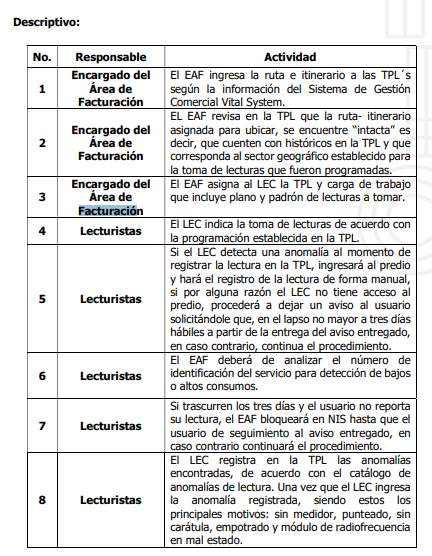 Descriptivo:
No. Responsable Actividad
1 Encargado del Área de Facturación
El EAF ingresa la ruta e itinerario a las TPL´s
según la información del Sistema de Gestión
Comercial Vital System.
2 Encargado del Área de Facturación
EL EAF revisa en la TPL que la ruta- itinerario
asignada para ubicar, se encuentre “intacta” es
decir, que cuenten con históricos en la TPL y que
corresponda al sector geográfico establecido para
la toma de lecturas que fueron programadas.
3 Encargado del Área de Facturación
El EAF asigna al LEC la TPL y carga de trabajo
que incluye plano y padrón de lecturas a tomar.
4 Lecturistas
El LEC indica la toma de lecturas de acuerdo con
la programación establecida en la TPL.
5 Lecturistas
Si el LEC detecta una anomalía al momento de
registrar la lectura en la TPL, ingresará al predio
y hará el registro de la lectura de forma manual,
si por alguna razón el LEC no tiene acceso al
predio, procederá a dejar un aviso al usuario
solicitándole que, en el lapso no mayor a tres días
hábiles a partir de la entrega del aviso entregado,
en caso contrario, continua el procedimiento.
6 Lecturistas
El EAF deberá de analizar el número de
identificación del servicio para detección de bajos
o altos consumos.
7 Lecturistas
Si trascurren los tres días y el usuario no reporta
su lectura, el EAF bloqueará en NIS hasta que el
usuario de seguimiento al aviso entregado, en
caso contrario continuará el procedimiento.
8 Lecturistas
El LEC registra en la TPL las anomalías
encontradas, de acuerdo con el catálogo de
anomalías de lectura. Una vez que el LEC ingresa
la anomalía registrada, siendo estos los
principales motivos: sin medidor, punteado, sin
carátula, empotrado y módulo de radiofrecuencia
en mal estado.